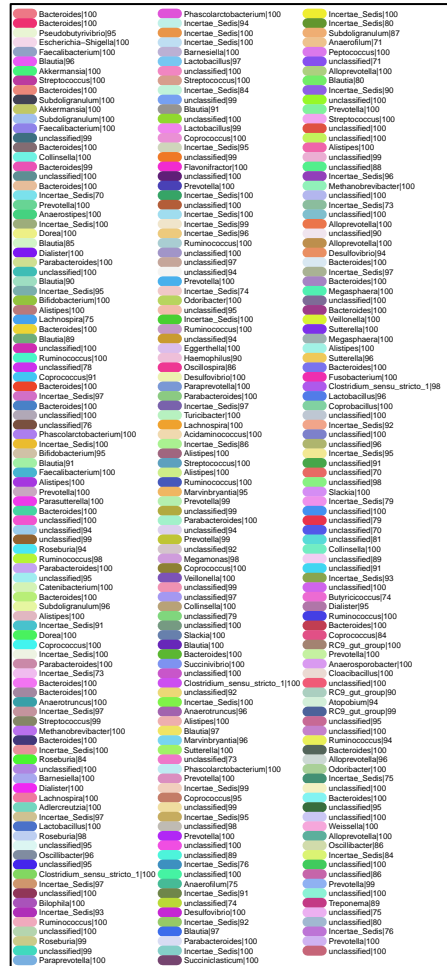 Bacteroides|100
Bacteroides|100
Pseudobutyrivibrio|95
Escherichia-Shigella|100
Faecalibacterium|100
Blautia|96
Akkermansia|100
Streptococcus|100
Bacteroides|100
Subdoligranulum|100
Akkermansia|100
Subdoligranulum|100
Faecalibacterium|100
unclassified|99
Bacteroides|100
Collinsella|100
Bacteroides|99
unclassified|100
Bacteroides|100
Incertae_Sedis|70
Prevotella|100
Anaerostipes|100
Incertae_Sedis|100
Dorea|100
Blautia|85
Dialister|100
Parabacteroides|100
unclassified|100
Blautia|90
Incertae_Sedis|95
Bifidobacterium|100
Alistipes|100
Lachnospira|75
Bacteroides|100
Blautia|89
unclassified|100
Ruminococcus|100
unclassified|78
Coprococcus|91
Bacteroides|100
Incertae_Sedis|97
Bacteroides|100
unclassified|100
unclassified|76
Phascolarctobacterium|100
Incertae_Sedis|100
Bifidobacterium|95
Blautia|91
Faecalibacterium|100
Alistipes|100
Prevotella|100
Parasutterella|100
Bacteroides|100
unclassified|100
unclassified|94
unclassified|99
Roseburia|94
Ruminococcus|98
Parabacteroides|100
unclassified|95
Catenibacterium|100
Bacteroides|100
Subdoligranulum|96
Alistipes|100
Incertae_Sedis|91
Dorea|100
Coprococcus|100
Incertae_Sedis|100
Parabacteroides|100
Incertae_Sedis|73
Bacteroides|100
Bacteroides|100
Anaerotruncus|100
Incertae_Sedis|97
Streptococcus|99
Methanobrevibacter|100
Bacteroides|100
Incertae_Sedis|100
Roseburia|84
unclassified|100
Barnesiella|100
Dialister|100
Lachnospira|100
Adlercreutzia|100
Incertae_Sedis|97
Lactobacillus|100
Roseburia|98
unclassified|95
Oscillibacter|96
unclassified|95
Clostridium_sensu_stricto_1|100
Incertae_Sedis|97
unclassified|100
Bilophila|100
Incertae_Sedis|93
Ruminococcus|100
unclassified|100
Roseburia|99
unclassified|99
Paraprevotella|100
Phascolarctobacterium|100
Incertae_Sedis|94
Incertae_Sedis|100
Incertae_Sedis|100
Barnesiella|100
Lactobacillus|97
unclassified|100
Streptococcus|100
Incertae_Sedis|84
unclassified|99
Blautia|91
unclassified|100
Lactobacillus|99
Coprococcus|100
Incertae_Sedis|95
unclassified|99
Flavonifractor|100
unclassified|100
Prevotella|100
Incertae_Sedis|100
unclassified|100
Incertae_Sedis|100
Incertae_Sedis|99
Incertae_Sedis|96
Ruminococcus|100
unclassified|100
unclassified|97
unclassified|94
Prevotella|100
Incertae_Sedis|74
Odoribacter|100
unclassified|95
Incertae_Sedis|100
Ruminococcus|100
unclassified|94
Eggerthella|100
Haemophilus|90
Oscillospira|86
Desulfovibrio|100
Paraprevotella|100
Parabacteroides|100
Incertae_Sedis|97
Turicibacter|100
Lachnospira|100
Acidaminococcus|100
Incertae_Sedis|86
Alistipes|100
Streptococcus|100
Alistipes|100
Ruminococcus|100
Marvinbryantia|95
Prevotella|99
unclassified|99
Parabacteroides|100
unclassified|94
Prevotella|99
unclassified|92
Megamonas|98
Coprococcus|100
Veillonella|100
unclassified|99
unclassified|97
Collinsella|100
unclassified|79
unclassified|100
Slackia|100
Blautia|100
Bacteroides|100
Succinivibrio|100
unclassified|100
Clostridium_sensu_stricto_1|100
unclassified|92
Incertae_Sedis|100
Anaerotruncus|96
Alistipes|100
Blautia|97
Marvinbryantia|96
Sutterella|100
unclassified|73
Phascolarctobacterium|100
Prevotella|100
Incertae_Sedis|99
Coprococcus|95
unclassified|99
Incertae_Sedis|95
unclassified|98
Prevotella|100
unclassified|100
unclassified|89
Incertae_Sedis|76
unclassified|100
Anaerofilum|75
Incertae_Sedis|91
unclassified|74
Desulfovibrio|100
Incertae_Sedis|92
Blautia|97
Parabacteroides|100
Incertae_Sedis|100
Succiniclasticum|100
Incertae_Sedis|100
Incertae_Sedis|80
Subdoligranulum|87
Anaerofilum|71
Peptococcus|100
unclassified|71
Alloprevotella|100
Blautia|80
Incertae_Sedis|90
unclassified|100
Prevotella|100
Streptococcus|100
unclassified|100
unclassified|100
Alistipes|100
unclassified|99
unclassified|88
Incertae_Sedis|96
Methanobrevibacter|100
unclassified|100
Incertae_Sedis|73
unclassified|100
Alloprevotella|100
unclassified|90
Alloprevotella|100
Desulfovibrio|94
Bacteroides|100
Incertae_Sedis|97
Bacteroides|100
Megasphaera|100
unclassified|100
Bacteroides|100
Veillonella|100
Sutterella|100
Megasphaera|100
Alistipes|100
Sutterella|96
Bacteroides|100
Fusobacterium|100
Clostridium_sensu_stricto_1|98
Lactobacillus|96
Coprobacillus|100
unclassified|100
Incertae_Sedis|92
unclassified|100
unclassified|96
Incertae_Sedis|95
unclassified|91
unclassified|70
unclassified|98
Slackia|100
Incertae_Sedis|79
unclassified|100
unclassified|79
unclassified|70
unclassified|81
Collinsella|100
unclassified|89
unclassified|91
Incertae_Sedis|93
unclassified|100
Butyricicoccus|74
Dialister|95
Ruminococcus|100
Bacteroides|100
Coprococcus|84
RC9_gut_group|100
Prevotella|100
Anaerosporobacter|100
Cloacibacillus|100
unclassified|100
RC9_gut_group|90
Atopobium|94
RC9_gut_group|99
unclassified|95
unclassified|100
Ruminococcus|94
Bacteroides|100
Alloprevotella|96
Odoribacter|100
Incertae_Sedis|75
unclassified|100
Bacteroides|100
unclassified|95
unclassified|100
Weissella|100
Alloprevotella|100
Oscillibacter|86
Incertae_Sedis|84
unclassified|100
unclassified|86
Prevotella|99
unclassified|100
Treponema|89
unclassified|75
unclassified|80
Incertae_Sedis|76
Prevotella|100
unclassified|100